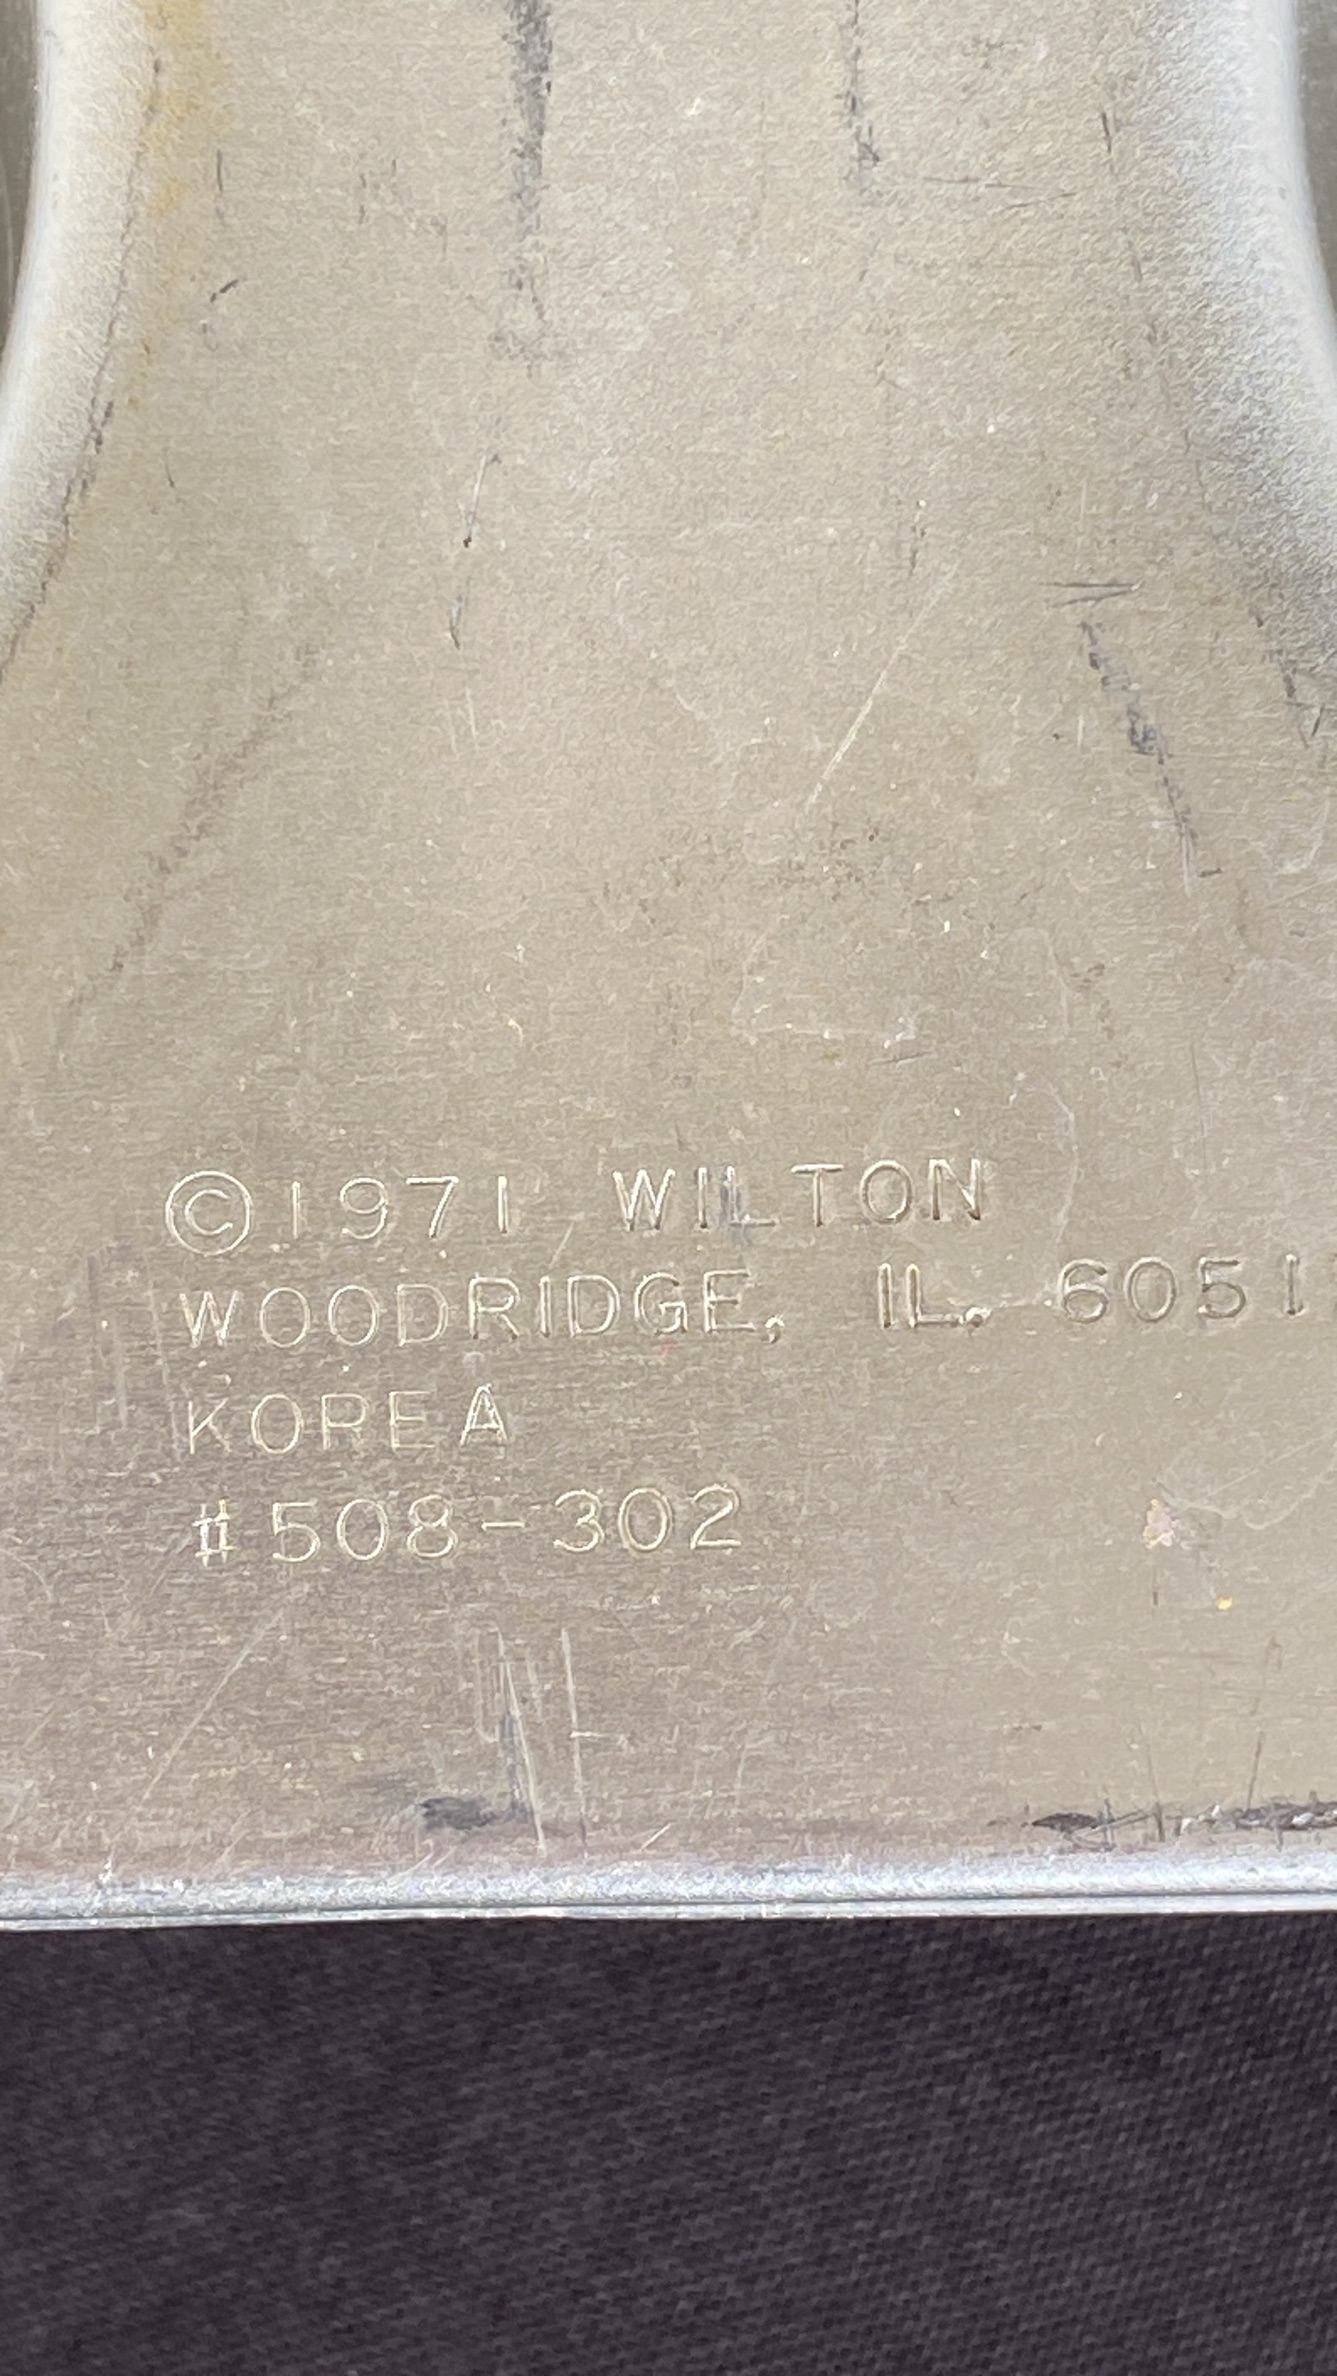 ©1971 WILTON
WOODRIDGE, IL. 6051
KOREA
#508-302